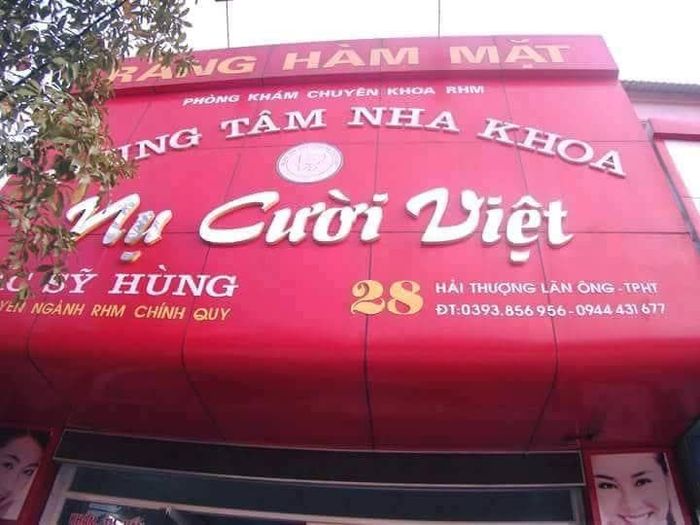 RĂNG HÀM MẶT
PHÒNG KHÁM CHUYÊN KHOA RHM
TÂM NHA KHOA
Nụ Cười Việt
SỸ HÙNG
28 HẢI THƯỢNG LÃN ÔNG -TPHT
NGÀNH RHM CHÍNH QUY
ĐT:0393.856 956-0944 431 677